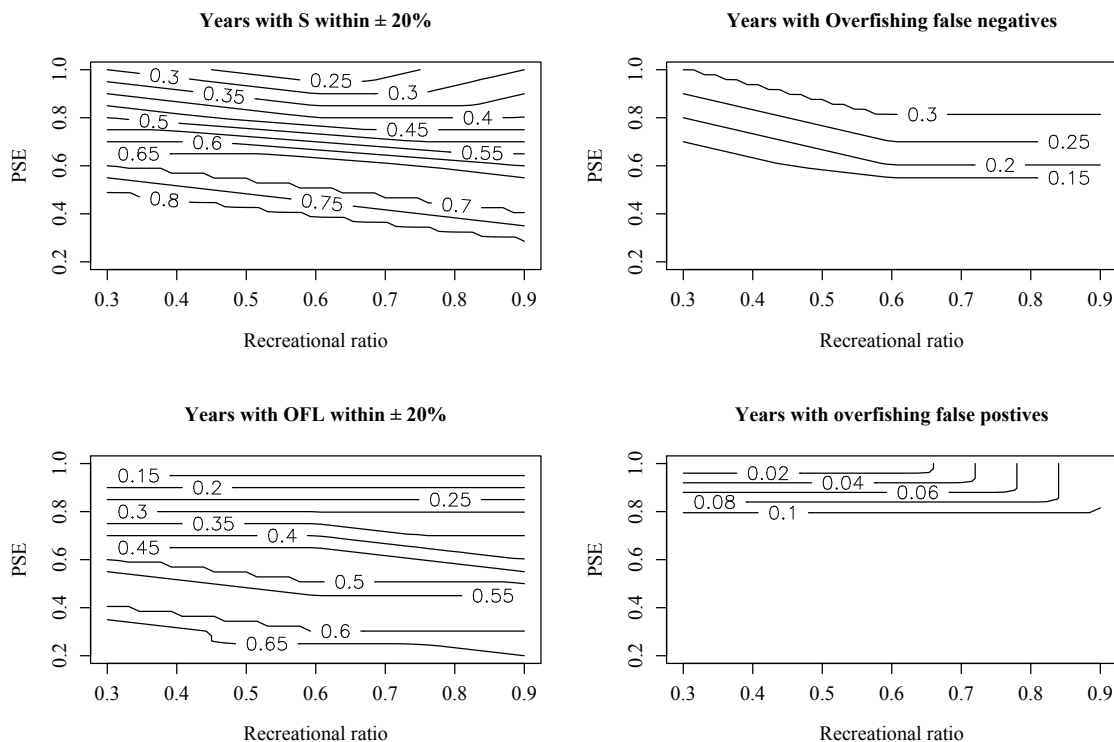 Years with S within ± 20%
0.3
0.25
0.3
0.35
0.4
0.5
0.45
0.6
0.55
0.65
0.7
0.75
0.8
PSE
0.2 0.4 0.6 0.8 1.0
0.3 0.4 0.5 0.6 0.7 0.8 0.9
Recreational ratio
Years with Overfishing false negatives
0.3
0.25
0.2
0.15
PSE
0.2 0.4 0.6 0.8 1.0
0.3 0.4 0.5 0.6 0.7 0.8 0.9
Recreational ratio
Years with OFL within ± 20%
0.15
0.2
0.25
0.3
0.35
0.4
0.45
0.5
0.55
0.6
0.65
PSE
0.2 0.4 0.6 0.8 1.0
0.3 0.4 0.5 0.6 0.7 0.8 0.9
Recreational ratio
Years with overfishing false postives
0.02
0.04
0.06
0.08
0.1
PSE
0.2 0.4 0.6 0.8 1.0
0.3 0.4 0.5 0.6 0.7 0.8 0.9
Recreational ratio